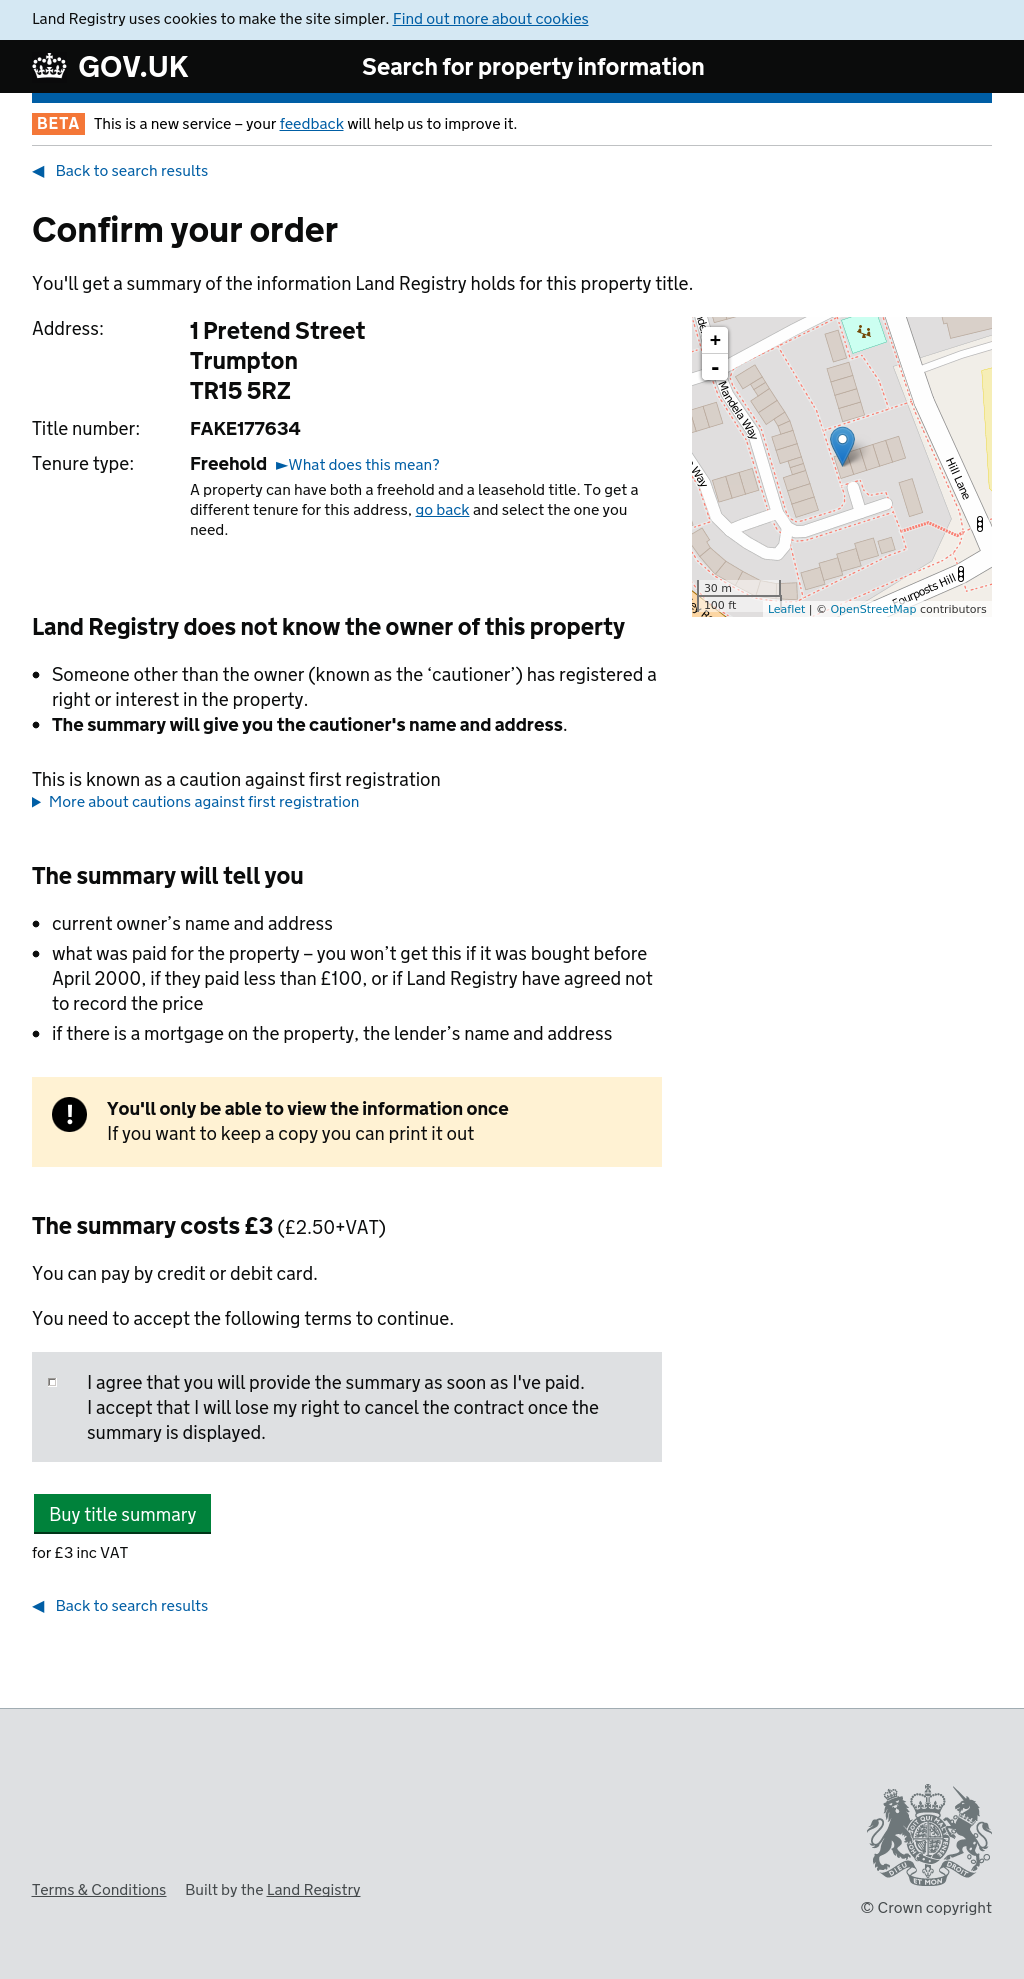 Land Registry uses cookies to make the site simpler. Find out more about cookies
GOV.UK
Search for property information
BETA This is a new service – your feedback will help us to improve it.
◀ Back to search results
Confirm your order
You'll get a summary of the information Land Registry holds for this property title.
Address:
1 Pretend Street
Trumpton
TR15 5RZ
Title number:
FAKE177634
Tenure type:
Freehold ►What does this mean?
A property can have both a freehold and a leasehold title. To get a
different tenure for this address, go back and select the one you
need.
+
-
Mandela Way
Way
Hill Lane
Fourposts Hill
30 m
100 ft
Leaflet | © OpenStreetMap contributors
Land Registry does not know the owner of this property
• Someone other than the owner (known as the ‘cautioner’) has registered a
right or interest in the property.
• The summary will give you the cautioner's name and address.
This is known as a caution against first registration
▶ More about cautions against first registration
The summary will tell you
• current owner’s name and address
• what was paid for the property – you won’t get this if it was bought before
April 2000, if they paid less than £100, or if Land Registry have agreed not
to record the price
• if there is a mortgage on the property, the lender’s name and address
! You'll only be able to view the information once
If you want to keep a copy you can print it out
The summary costs £3 (£2.50+VAT)
You can pay by credit or debit card.
You need to accept the following terms to continue.
I agree that you will provide the summary as soon as I've paid.
I accept that I will lose my right to cancel the contract once the
summary is displayed.
Buy title summary
for £3 inc VAT
◀ Back to search results
Terms & Conditions Built by the Land Registry
DIEU ET MON DROIT
© Crown copyright